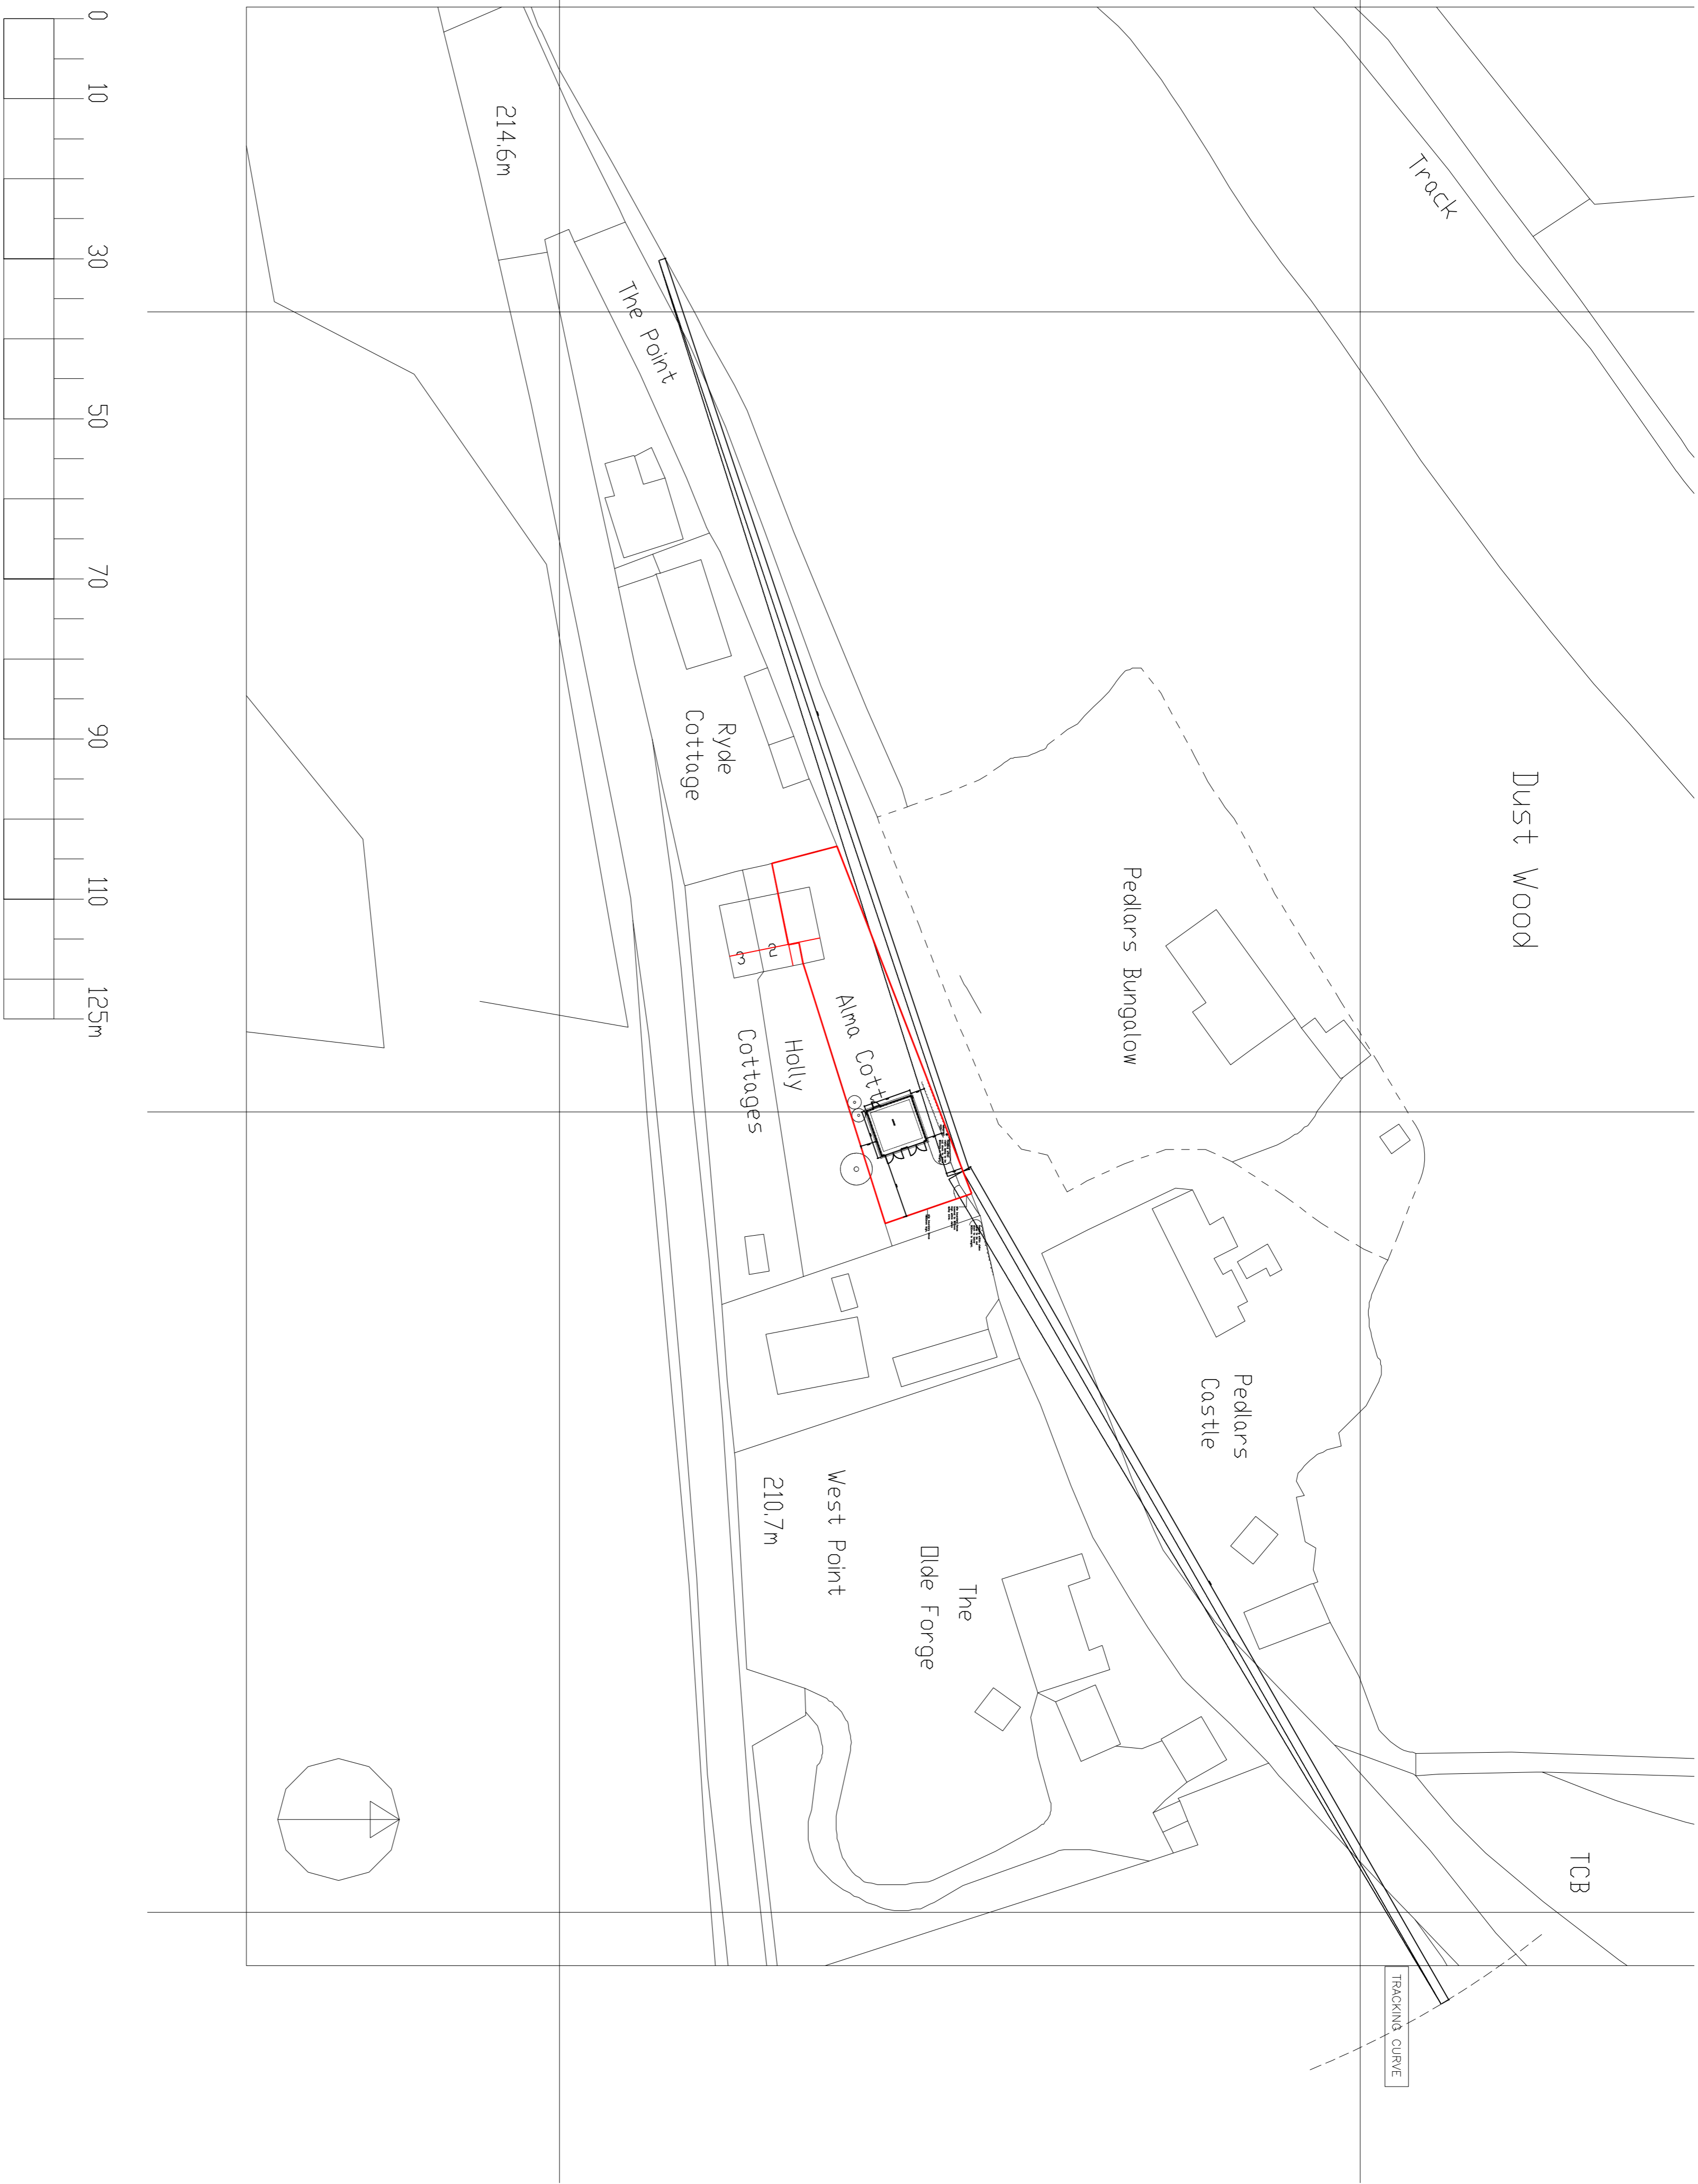 0
10
30
50
70
90
110
125m
Track
Dust Wood
TCB
Pedlars Bungalow
Pedlars
Castle
TRACKING CURVE
The
Olde Forge
West Point
210.7m
Alma Cott
Holly
Cottages
2
3
Ryde
Cottage
The Point
214.6m